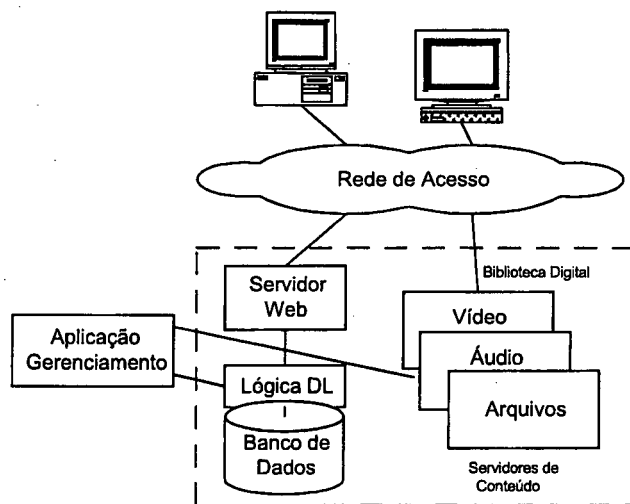 Rede de Acesso
Biblioteca Digital
Servidor
Web
Vídeo
Aplicação
Gerenciamento
Áudio
Lógica DL
Arquivos
Banco de
Dados
Servidores de
Conteúdo